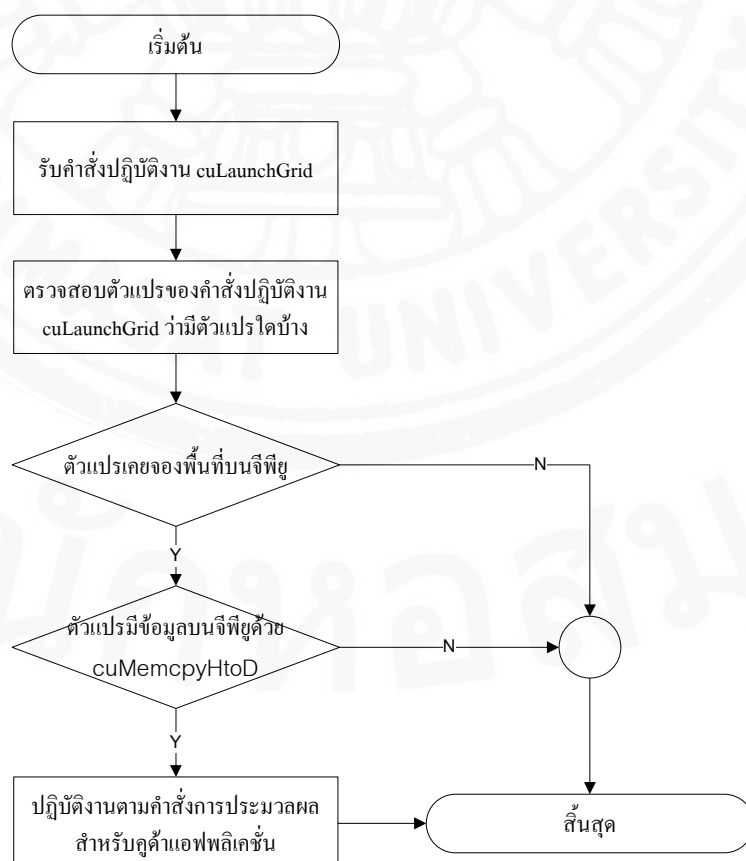 เริ่มต้น
รับคำสั่งปฏิบัติงาน cuLaunchGrid
ตรวจสอบตัวแปรของคำสั่งปฏิบัติงาน
cuLaunchGrid ว่ามีตัวแปรใดบ้าง
ตัวแปรเคยจองพื้นที่บนจีพียู
N
Y
ตัวแปรมีข้อมูลบนจีพียูด้วย
cuMemcpyHtoD
N
Y
ปฏิบัติงานตามคำสั่งการประมวลผล
สำหรับคูด้าแอฟพลิเคชั่น
สิ้นสุด